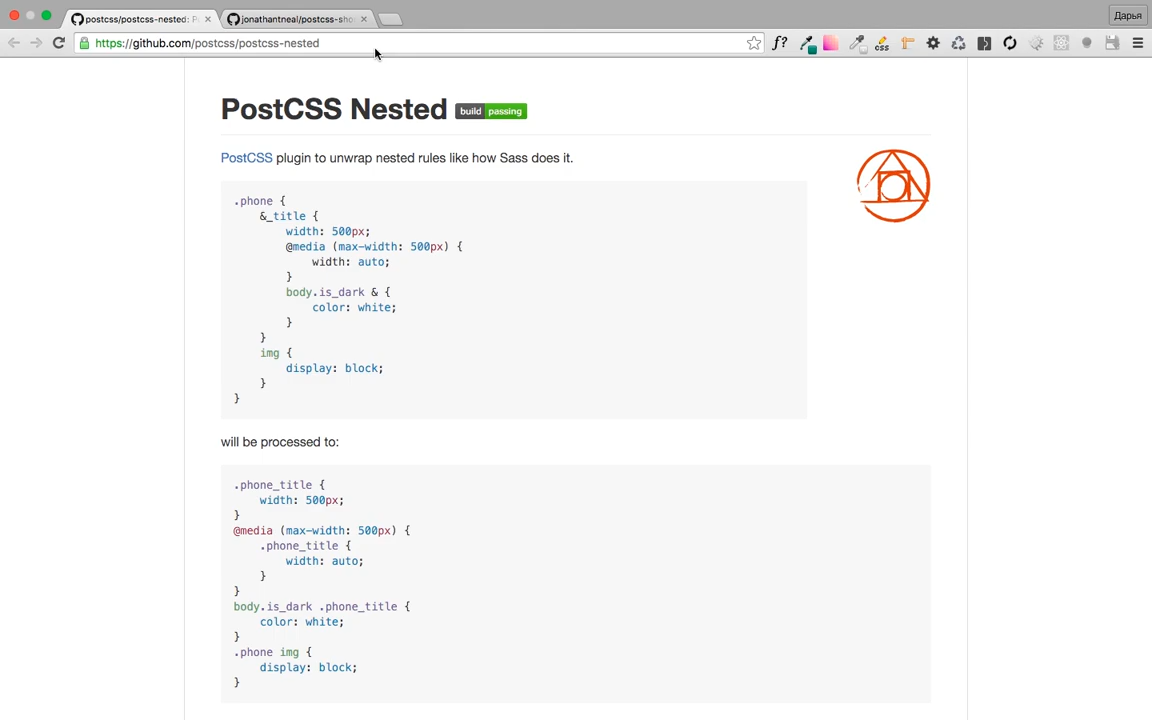 postcss/postcss-nested: P
jonathantneal/postcss-sho
Дарья
https://github.com/postcss/postcss-nested
f?
css
PostCSS Nested build passing
PostCSS plugin to unwrap nested rules like how Sass does it.
.phone {
&_title {
width: 500px;
@media (max-width: 500px) {
width: auto;
}
body.is_dark & {
color: white;
}
}
img {
display: block;
}
}
will be processed to:
.phone_title {
width: 500px;
}
@media (max-width: 500px) {
.phone_title {
width: auto;
}
}
body.is_dark .phone_title {
color: white;
}
.phone img {
display: block;
}